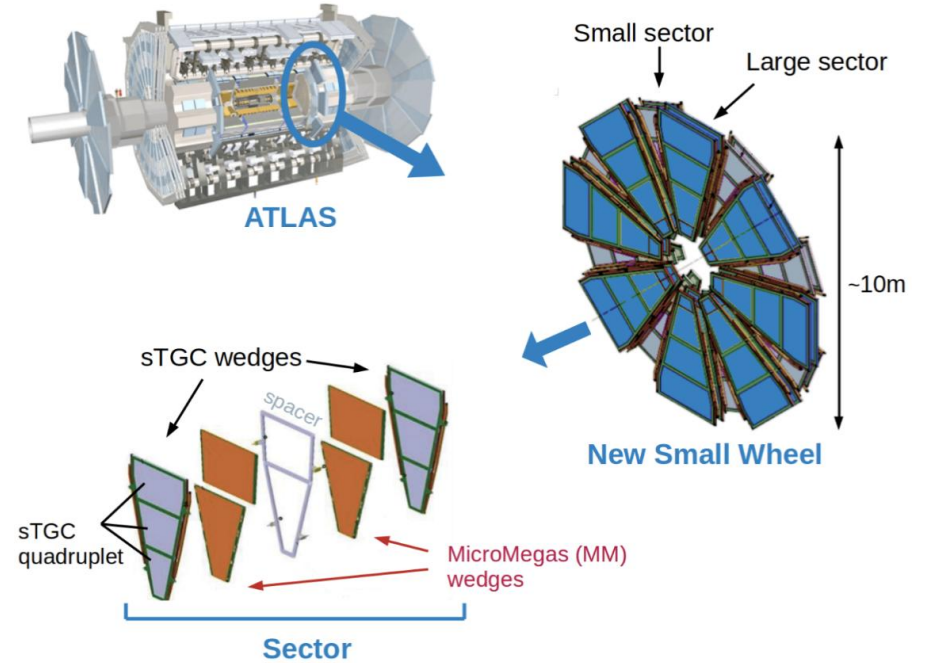 Small sector
Large sector
ATLAS
~10m
New Small Wheel
sTGC wedges
spacer
sTGC
quadruplet
MicroMegas (MM)
wedges
Sector